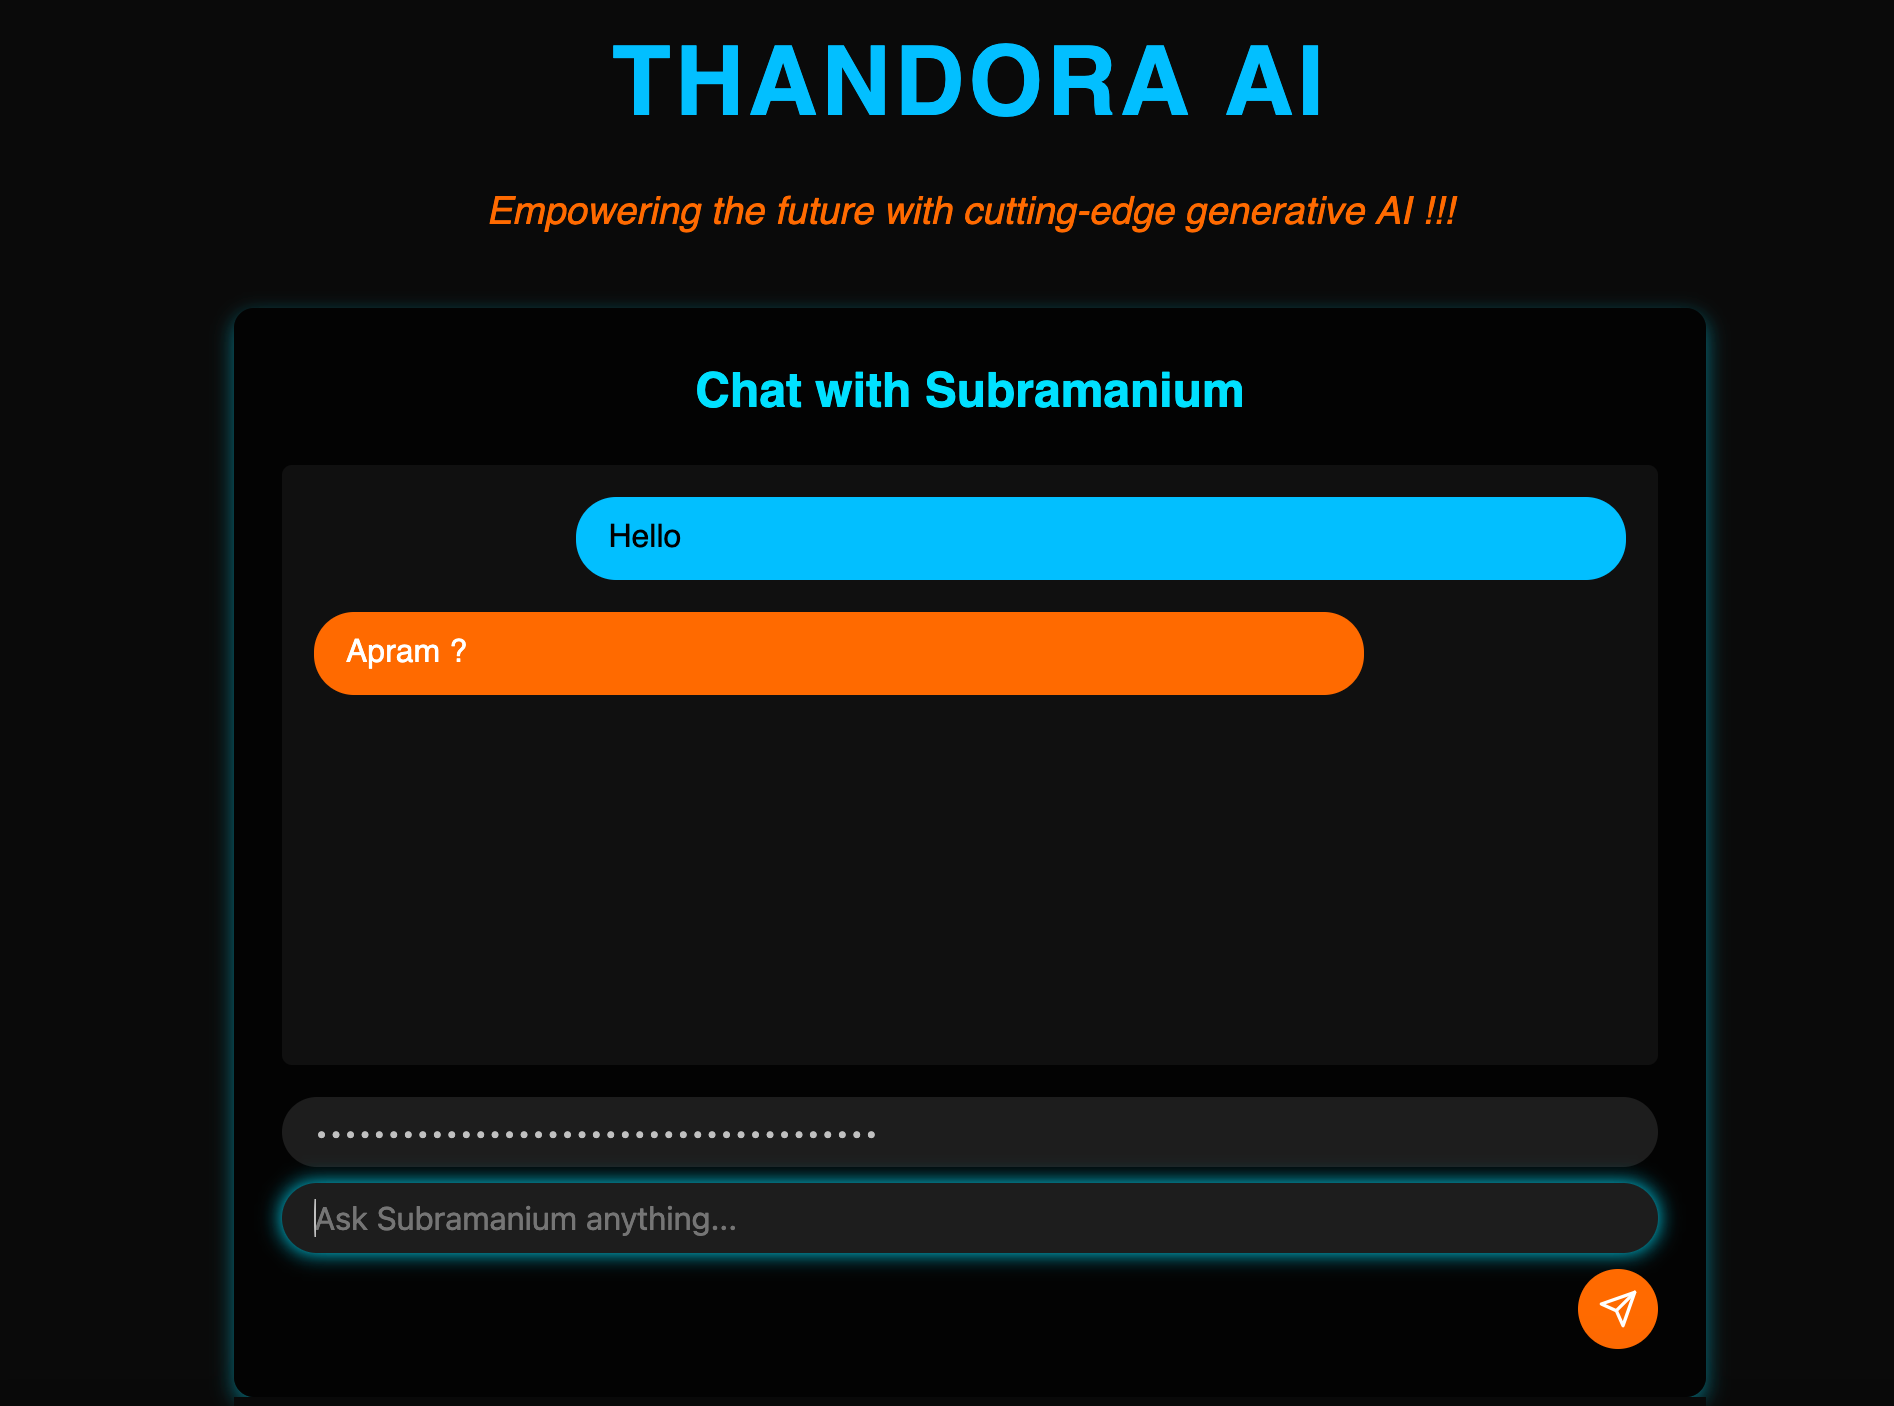 THANDORA AI
Empowering the future with cutting-edge generative AI !!!
Chat with Subramanium
Hello
Apram ?
Ask Subramanium anything...